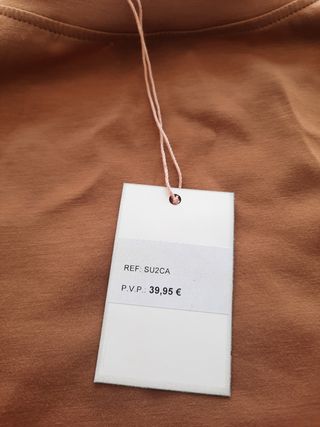 REF: SU2CA
P.V.P.: 39,95 €